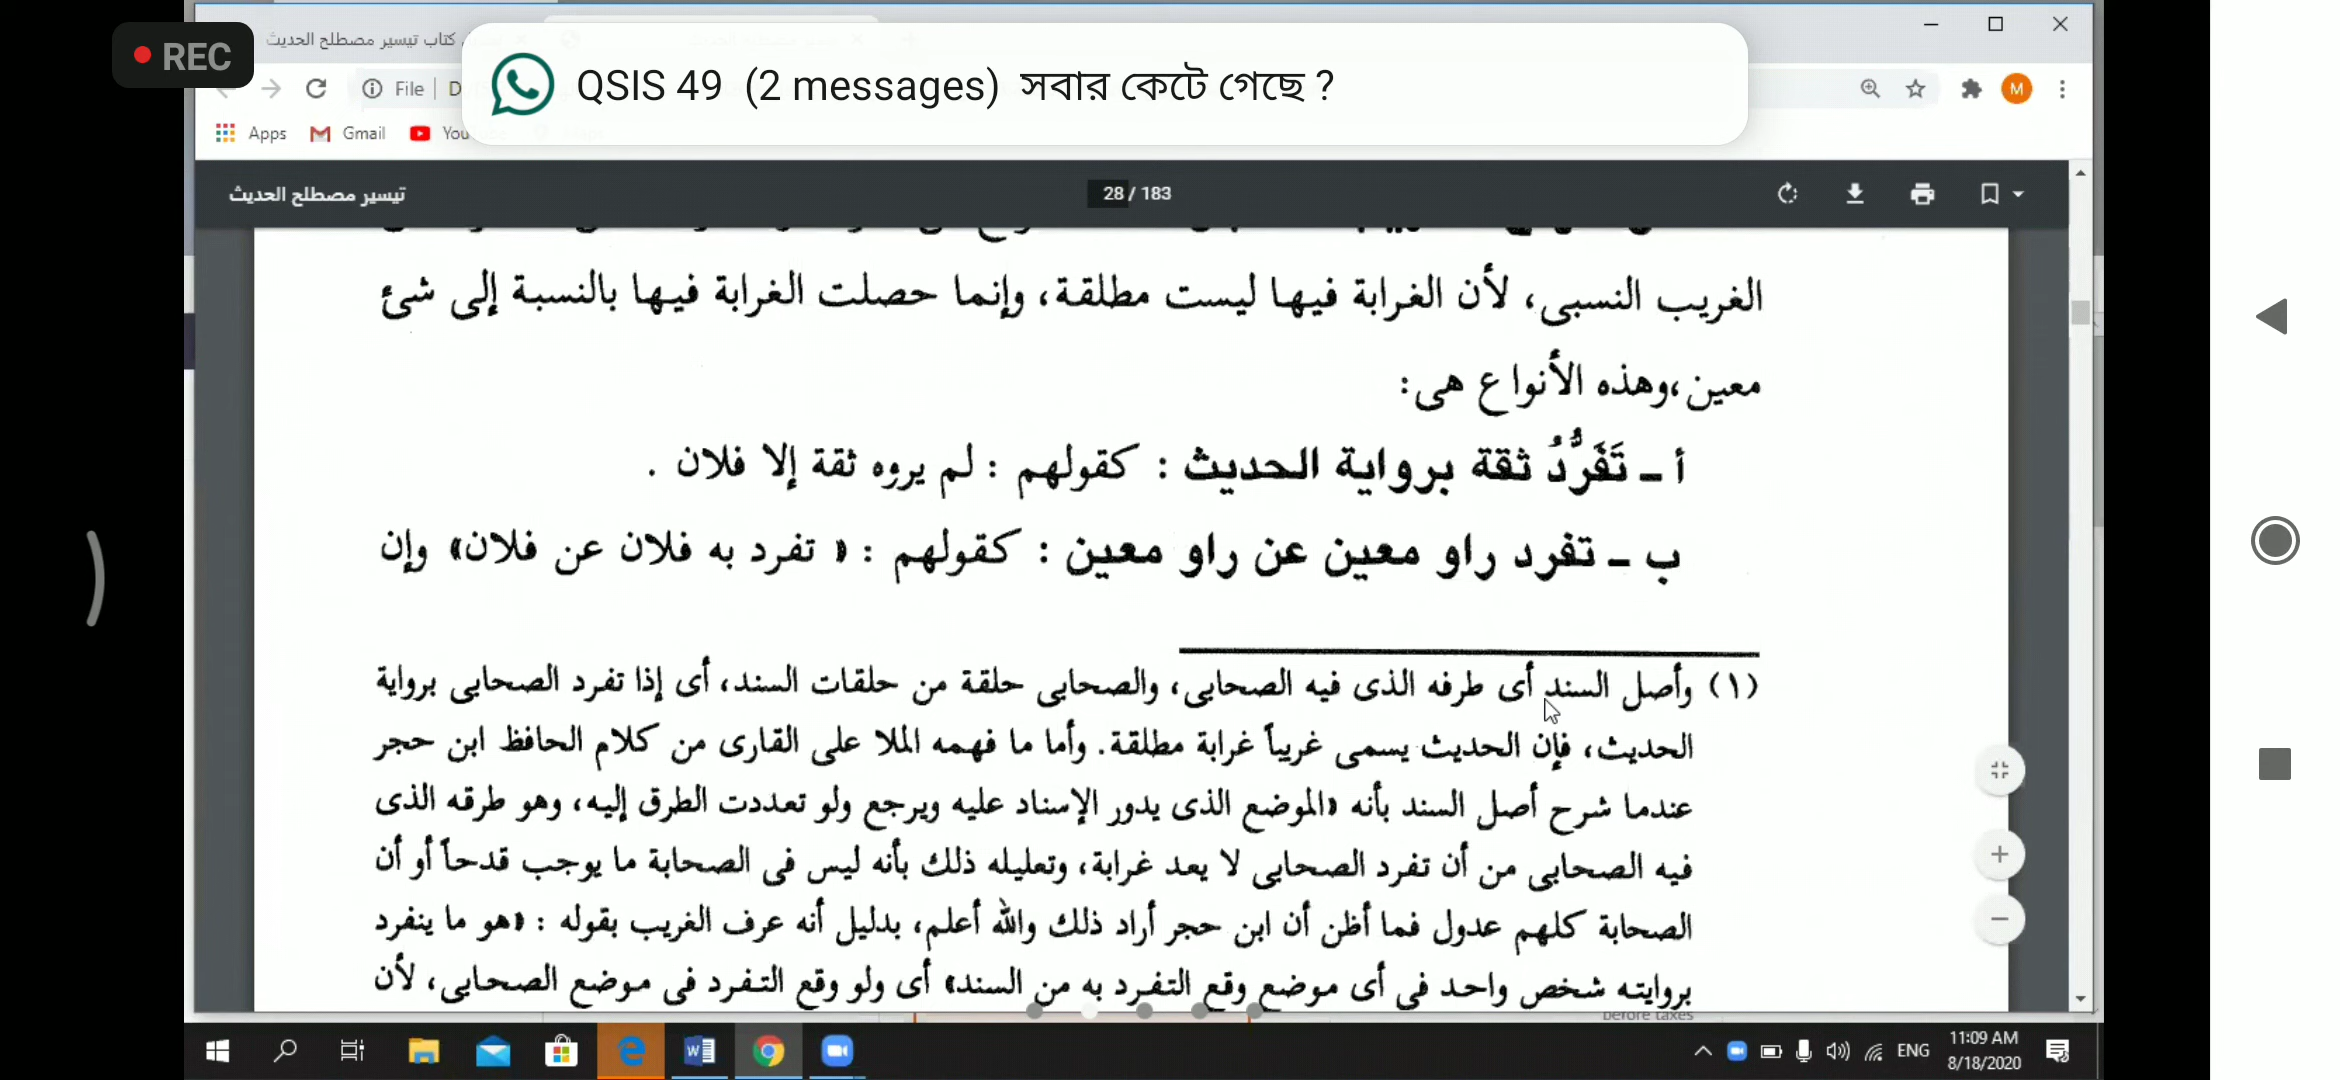 REC
كتاب تيسير مصطلح الحديث
QSIS 49 (2 messages) সবার কেটে গেছে ?
File
D
M
Apps
Gmail
You
تيسير مصطلح الحديث
28 / 183
الغريب النسبى، لأن الغرابة فيها ليست مطلقة، وإنما حصلت الغرابة فيها بالنسبة إلى شئ
معين،وهذه الأنواع هى:
أ ــ تَفَرُّدُ ثقة برواية الحديث : كقولهم : لم يروه ثقة إلا فلان .
ب ــ تفرد راو معين عن راو معين : كقولهم : « تفرد به فلان عن فلان» وإن
(١) وأصل السند أى طرفه الذى فيه الصحابى، والصحابى حلقة من حلقات السند، أى إذا تفرد الصحابى برواية
الحديث، فإن الحديث يسمى غريباً غرابة مطلقة. وأما ما فهمه الملا على القارى من كلام الحافظ ابن حجر
عندما شرح أصل السند بأنه «الموضع الذى يدور الإسناد عليه ويرجع ولو تعددت الطرق إليه، وهو طرقه الذى
فيه الصحابى من أن تفرد الصحابى لا يعد غرابة، وتعليله ذلك بأنه ليس فى الصحابة ما يوجب قدحاً أو أن
الصحابة كلهم عدول فما أظن أن ابن حجر أراد ذلك والله أعلم، بدليل أنه عرف الغريب بقوله : «هو ما ينفرد
بروايته شخص واحد فى أى موضع وقع التفرد به من السند» أى ولو وقع التفرد فى موضع الصحابى، لأن
before taxes
ENG
11:09 AM
8/18/2020